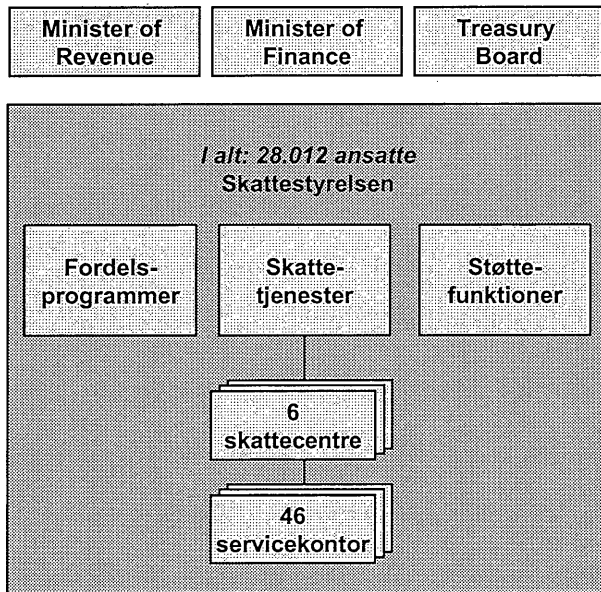 Minister of
Revenue
Minister of
Finance
Treasury
Board
I alt: 28.012 ansatte
Skattestyrelsen
Fordels-
programmer
Skatte-
tjenester
Støtte-
funktioner
6
skattecentre
46
servicekontor